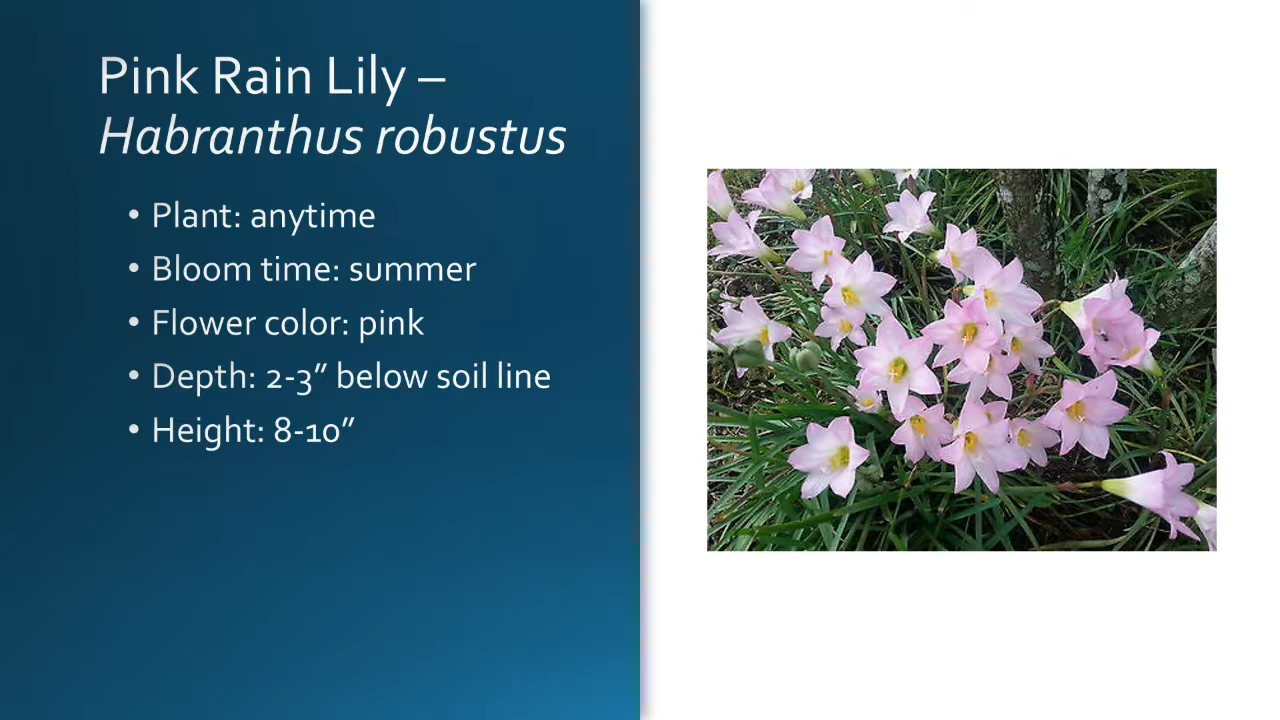 Pink Rain Lily –
Habranthus robustus
• Plant: anytime
• Bloom time: summer
• Flower color: pink
• Depth: 2-3” below soil line
• Height: 8-10”